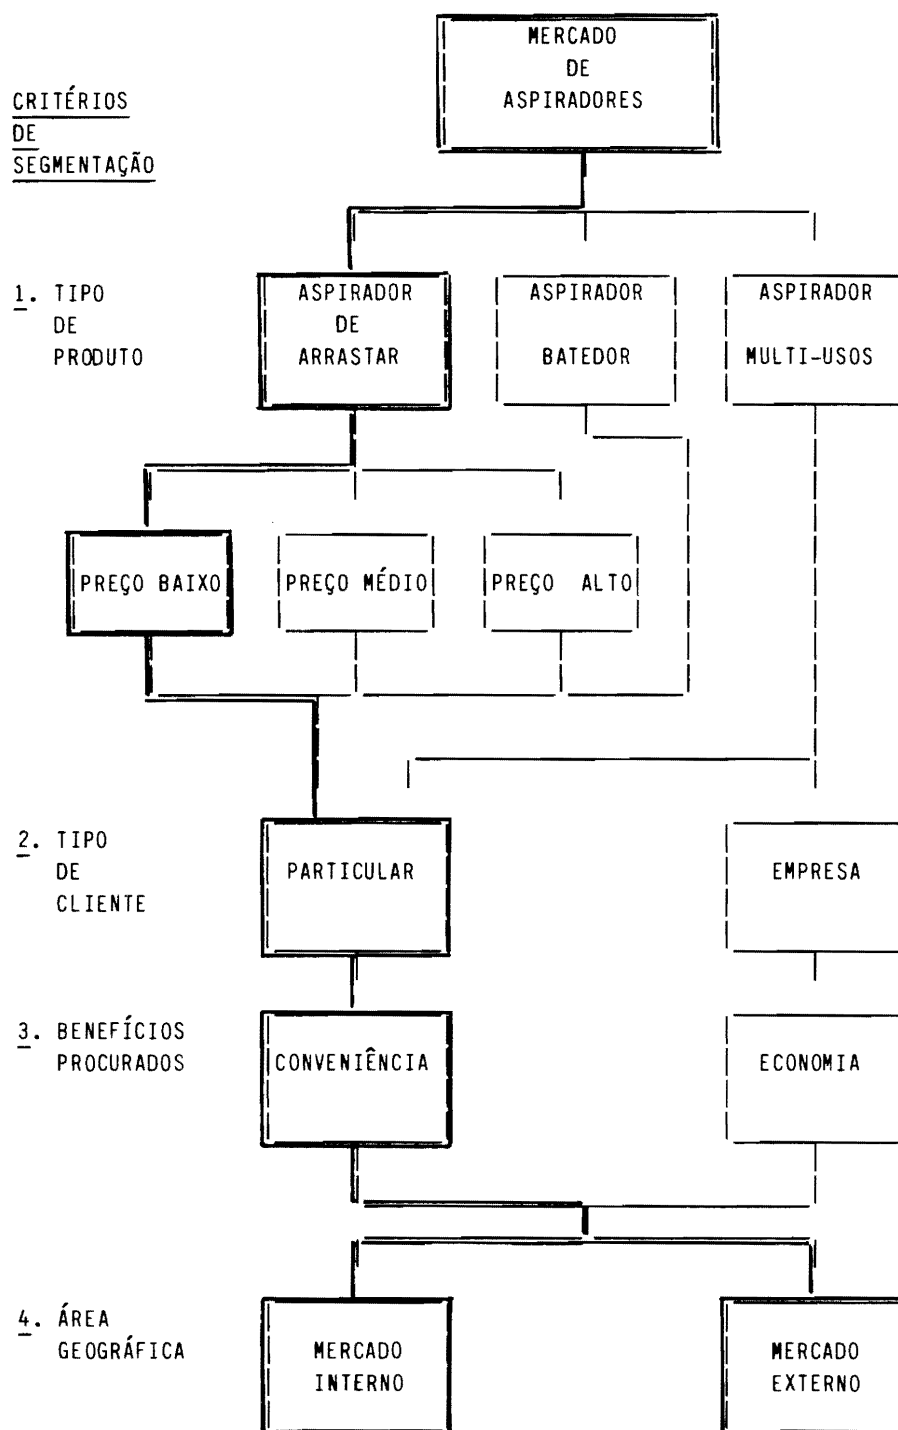 MERCADO
DE
ASPIRADORES
CRITÉRIOS
DE
SEGMENTAÇÃO
1. TIPO
DE
PRODUTO
ASPIRADOR
DE
ARRASTAR
ASPIRADOR
BATEDOR
ASPIRADOR
MULTI-USOS
PREÇO BAIXO
PREÇO MÉDIO
PREÇO ALTO
2. TIPO
DE
CLIENTE
PARTICULAR
EMPRESA
3. BENEFÍCIOS
PROCURADOS
CONVENIÊNCIA
ECONOMIA
4. ÁREA
GEOGRÁFICA
MERCADO
INTERNO
MERCADO
EXTERNO